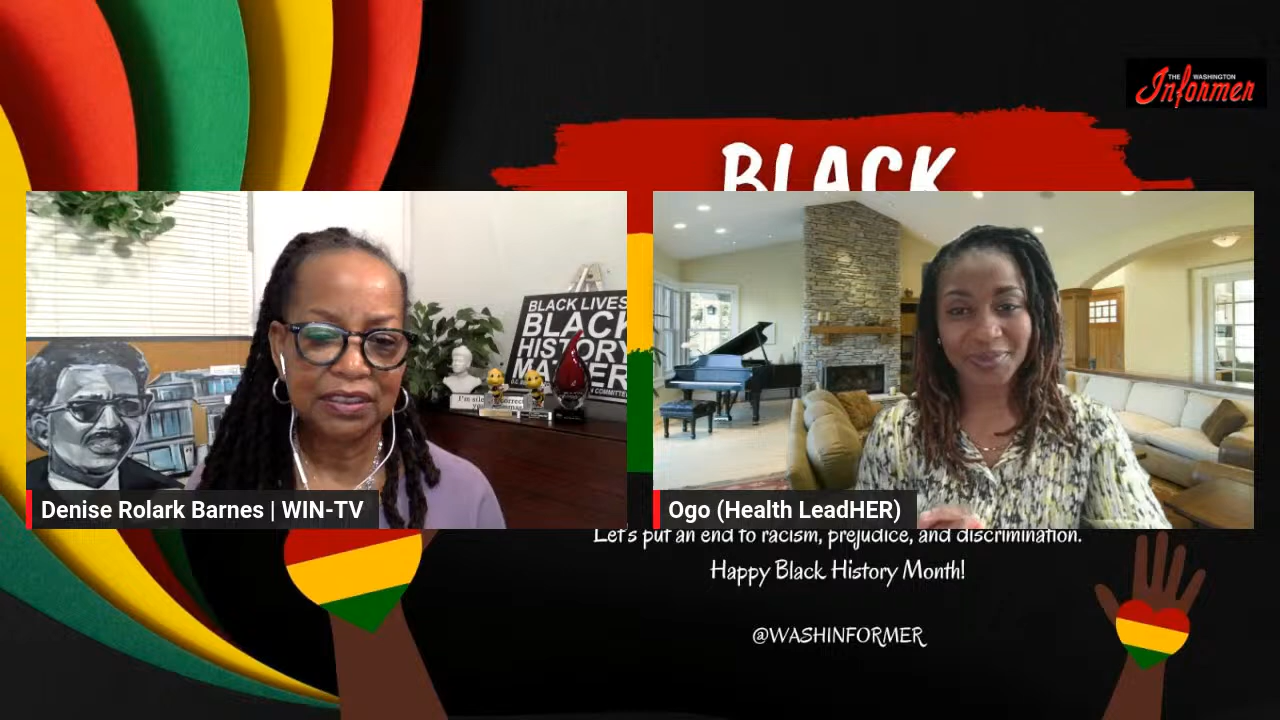 THE WASHINGTON
Informer
BLACK
BLACK LIVES
BLACK
HISTORY
MATTER
Denise Rolark Barnes | WIN-TV
Ogo (Health LeadHER)
Let's put an end to racism, prejudice, and discrimination.
Happy Black History Month!
@WASHINFORMER